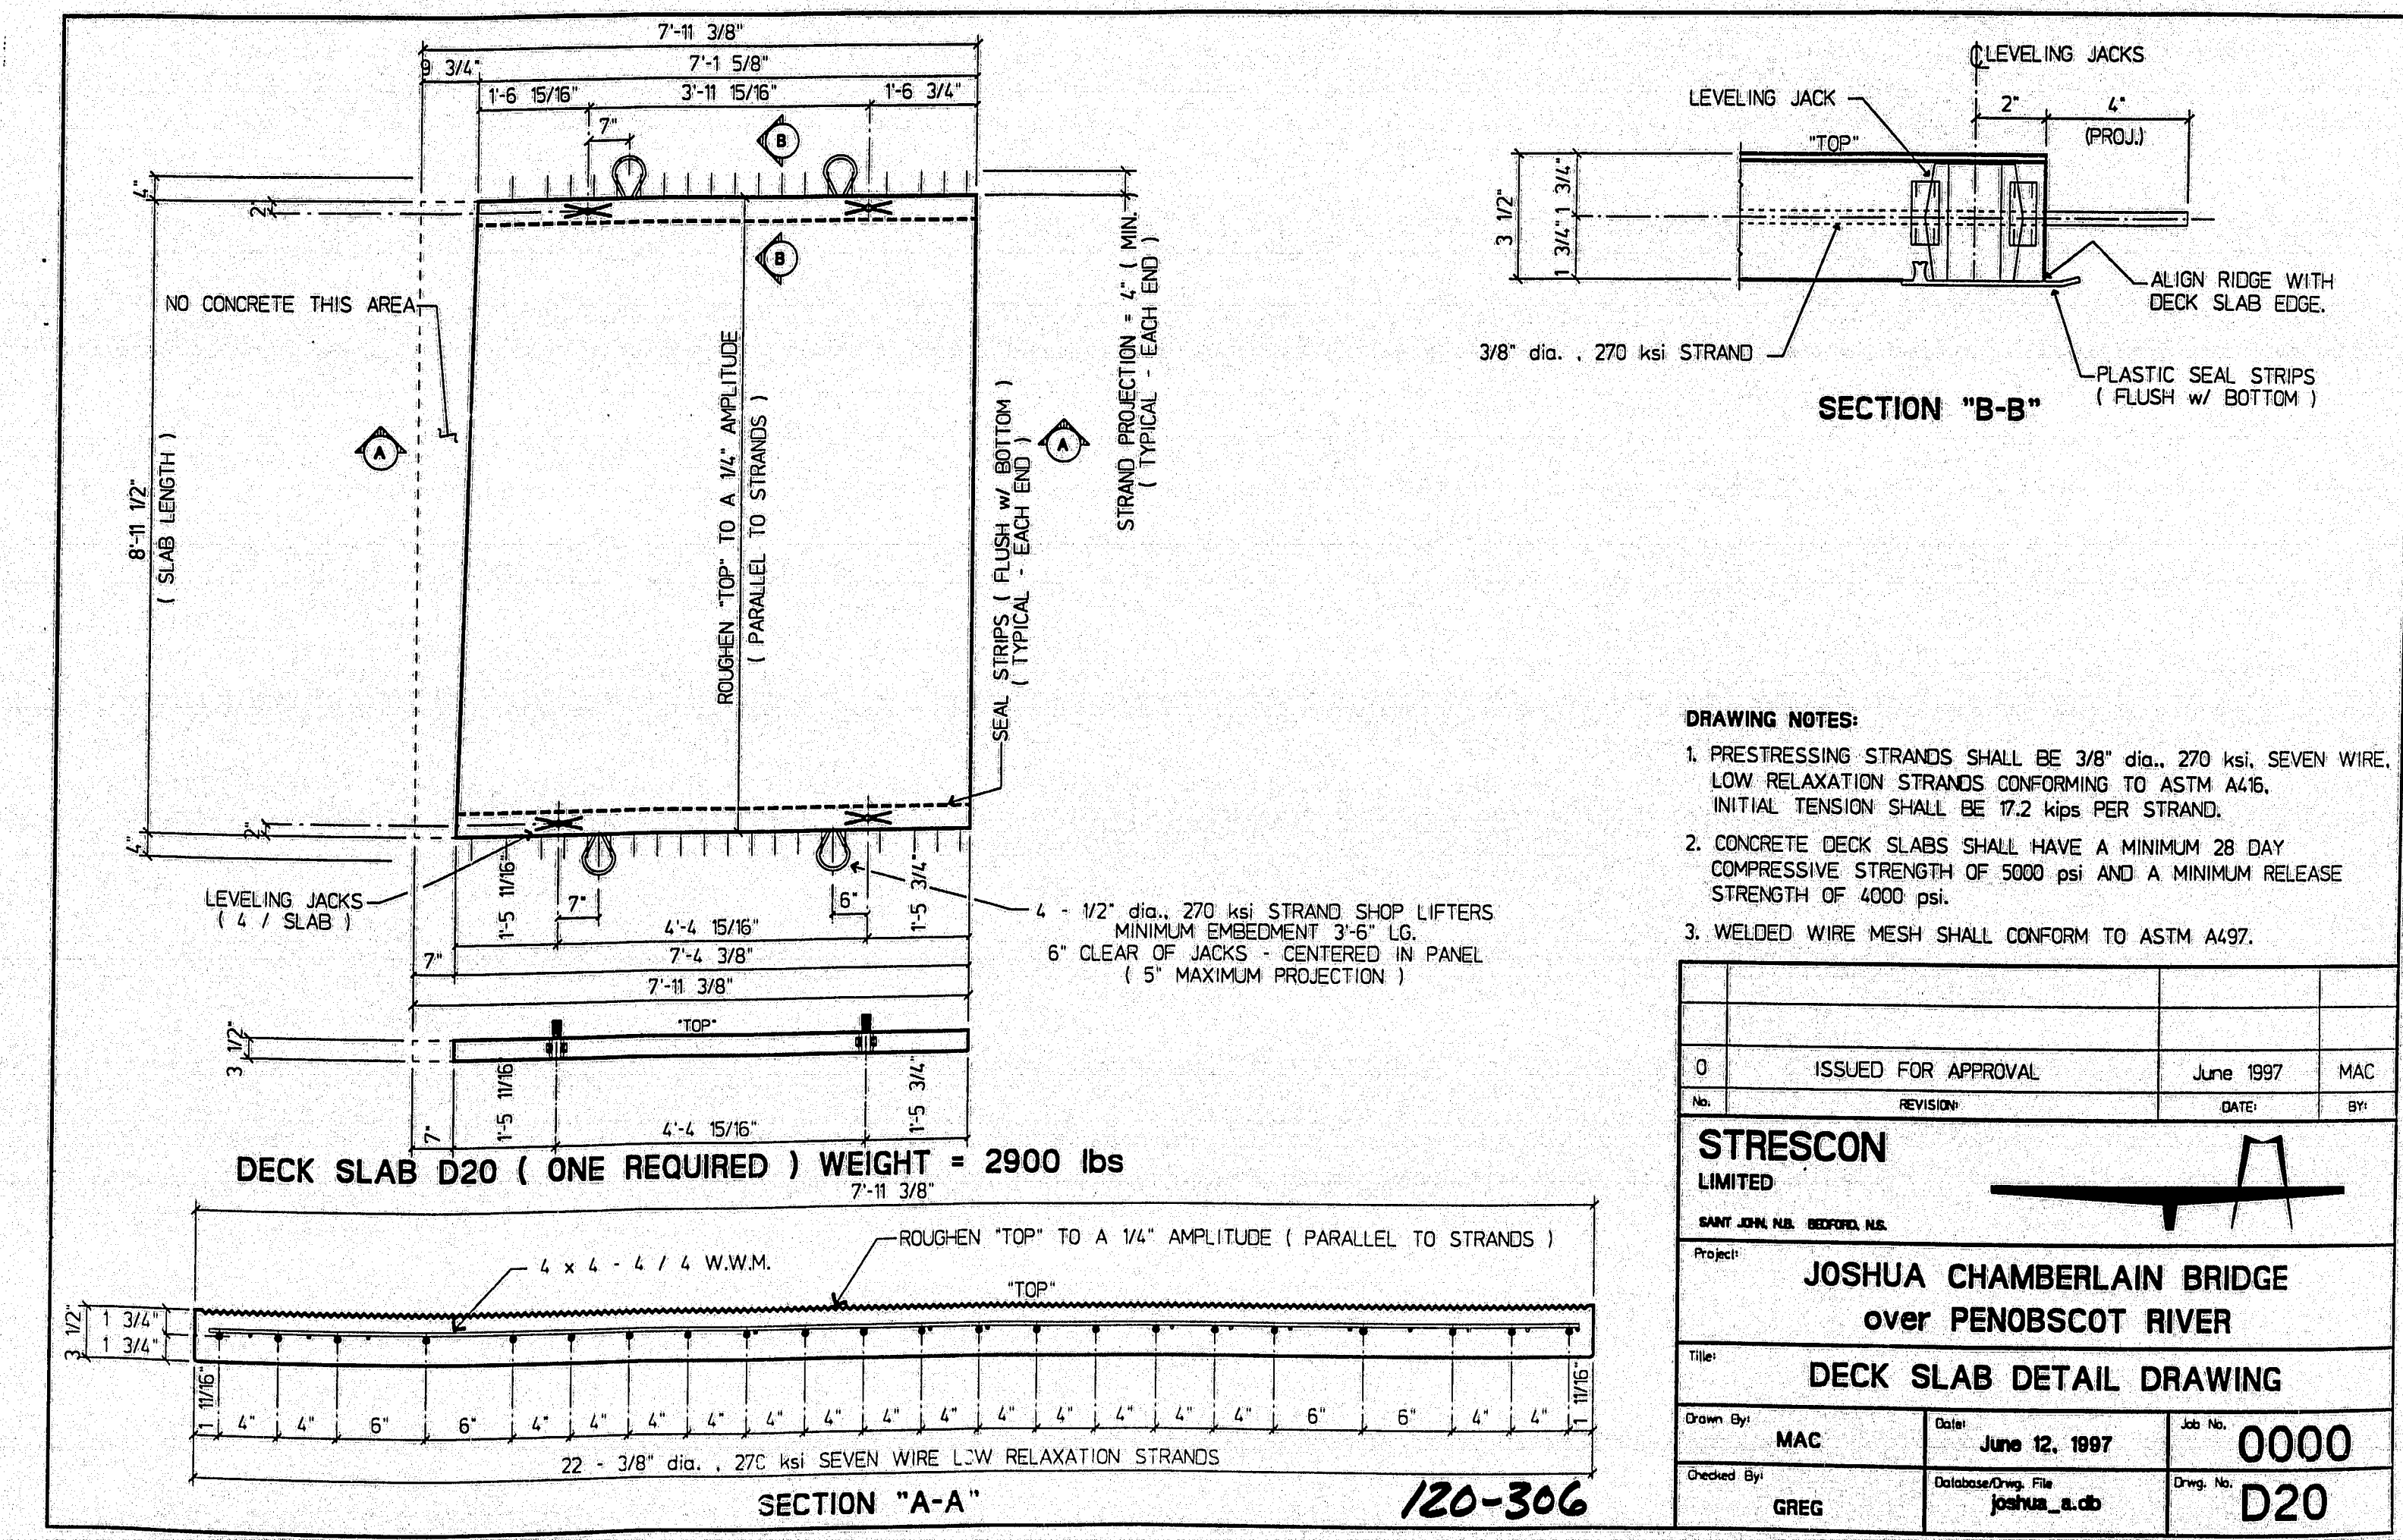 7'-11 3/8"
9 3/4"
7'-1 5/8"
1'-6 15/16"
3'-11 15/16"
1'-6 3/4"
7"
B
4"
2"
B
NO CONCRETE THIS AREA
A
A
8'-11 1/2"
( SLAB LENGTH )
ROUGHEN "TOP" TO A 1/4" AMPLITUDE
( PARALLEL TO STRANDS )
SEAL STRIPS ( FLUSH w/ BOTTOM )
( TYPICAL - EACH END )
STRAND PROJECTION = 4" ( MIN. )
( TYPICAL - EACH END )
2"
4"
LEVELING JACKS
( 4 / SLAB )
1'-5 11/16"
7"
6"
1'-5 3/4"
4'-4 15/16"
7"
7'-4 3/8"
7'-11 3/8"
4 - 1/2" dia., 270 ksi STRAND SHOP LIFTERS
MINIMUM EMBEDMENT 3'-6" LG.
6" CLEAR OF JACKS - CENTERED IN PANEL
( 5" MAXIMUM PROJECTION )
3 1/2"
"TOP"
7"
1'-5 11/16"
4'-4 15/16"
1'-5 3/4"
DECK SLAB D20 ( ONE REQUIRED ) WEIGHT = 2900 lbs
7'-11 3/8"
ROUGHEN "TOP" TO A 1/4" AMPLITUDE ( PARALLEL TO STRANDS )
4 x 4 - 4 / 4 W.W.M.
"TOP"
3 1/2"
1 3/4"
1 3/4"
1 11/16"
4" 4" 6" 6" 4" 4" 4" 4" 4" 4" 4" 4" 4" 4" 4" 4" 4" 6" 6" 4" 4"
1 11/16"
22 - 3/8" dia. , 270 ksi SEVEN WIRE LOW RELAXATION STRANDS
SECTION "A-A"
120-306
℄ LEVELING JACKS
LEVELING JACK
2"
4"
(PROJ.)
"TOP"
3 1/2"
1 3/4"
1 3/4"
ALIGN RIDGE WITH
DECK SLAB EDGE.
3/8" dia. , 270 ksi STRAND
PLASTIC SEAL STRIPS
( FLUSH w/ BOTTOM )
SECTION "B-B"
DRAWING NOTES:
1. PRESTRESSING STRANDS SHALL BE 3/8" dia., 270 ksi, SEVEN WIRE,
LOW RELAXATION STRANDS CONFORMING TO ASTM A416.
INITIAL TENSION SHALL BE 17.2 kips PER STRAND.
2. CONCRETE DECK SLABS SHALL HAVE A MINIMUM 28 DAY
COMPRESSIVE STRENGTH OF 5000 psi AND A MINIMUM RELEASE
STRENGTH OF 4000 psi.
3. WELDED WIRE MESH SHALL CONFORM TO ASTM A497.
0 ISSUED FOR APPROVAL June 1997 MAC
No. REVISION: DATE: BY:
STRESCON
LIMITED
SAINT JOHN, N.B. BEDFORD, N.S.
Project:
JOSHUA CHAMBERLAIN BRIDGE
over PENOBSCOT RIVER
Title:
DECK SLAB DETAIL DRAWING
Drawn By: MAC
Date: June 12, 1997
Job No. 0000
Checked By: GREG
Database/Drwg. File joshua_a.db
Drwg. No. D20